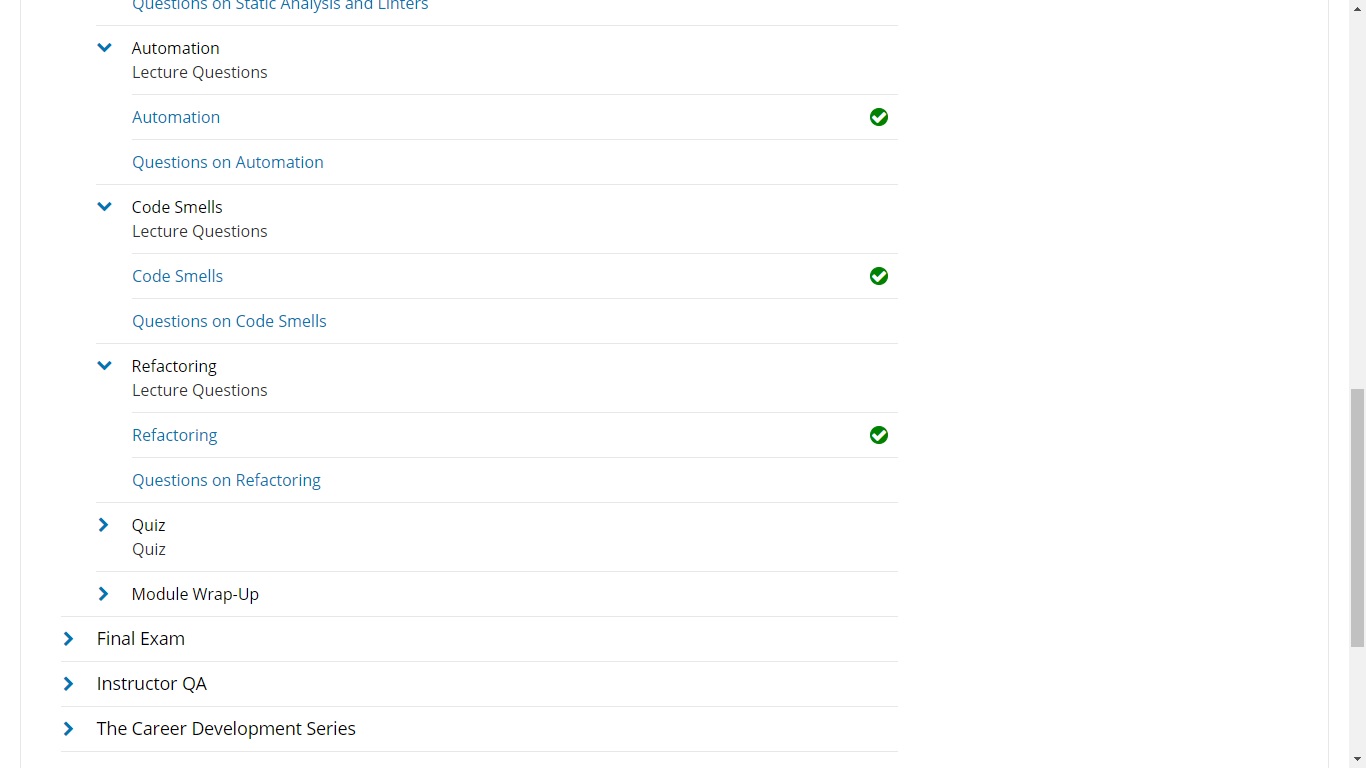 Questions on Static Analysis and Linters
Automation
Lecture Questions
Automation
Questions on Automation
Code Smells
Lecture Questions
Code Smells
Questions on Code Smells
Refactoring
Lecture Questions
Refactoring
Questions on Refactoring
Quiz
Quiz
Module Wrap-Up
Final Exam
Instructor QA
The Career Development Series